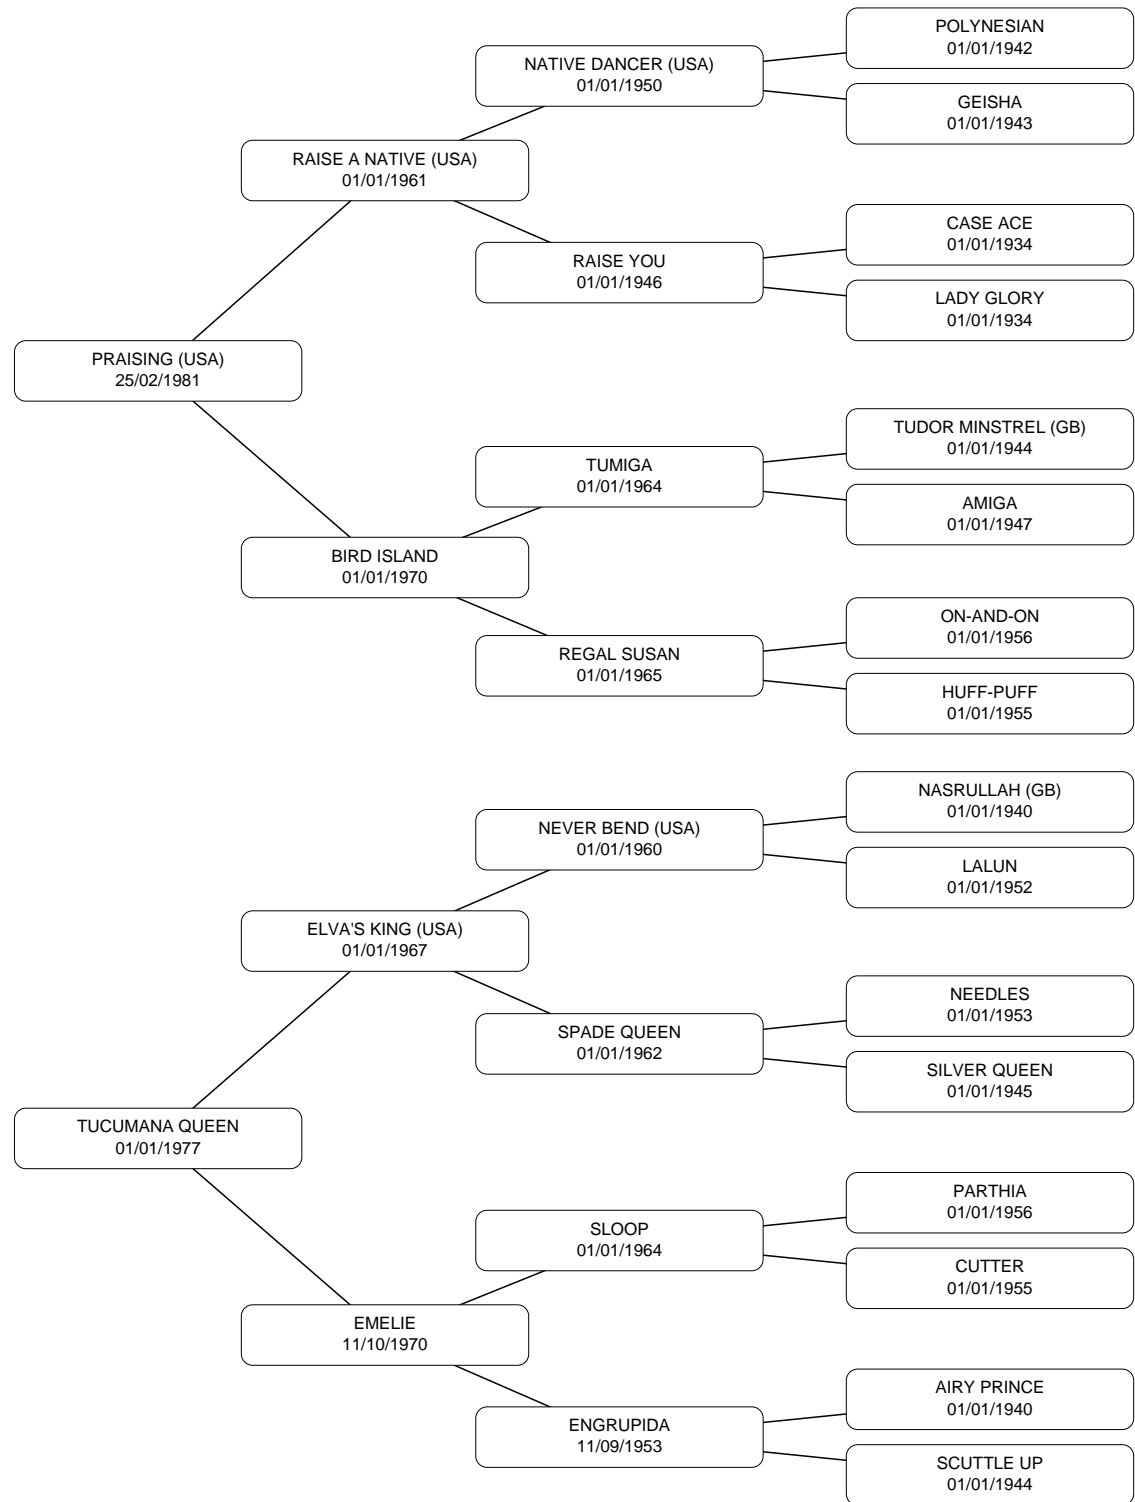 POLYNESIAN
01/01/1942
NATIVE DANCER (USA)
01/01/1950
GEISHA
01/01/1943
RAISE A NATIVE (USA)
01/01/1961
CASE ACE
01/01/1934
RAISE YOU
01/01/1946
LADY GLORY
01/01/1934
PRAISING (USA)
25/02/1981
TUDOR MINSTREL (GB)
01/01/1944
TUMIGA
01/01/1964
AMIGA
01/01/1947
BIRD ISLAND
01/01/1970
ON-AND-ON
01/01/1956
REGAL SUSAN
01/01/1965
HUFF-PUFF
01/01/1955
NASRULLAH (GB)
01/01/1940
NEVER BEND (USA)
01/01/1960
LALUN
01/01/1952
ELVA'S KING (USA)
01/01/1967
NEEDLES
01/01/1953
SPADE QUEEN
01/01/1962
SILVER QUEEN
01/01/1945
TUCUMANA QUEEN
01/01/1977
PARTHIA
01/01/1956
SLOOP
01/01/1964
CUTTER
01/01/1955
EMELIE
11/10/1970
AIRY PRINCE
01/01/1940
ENGRUPIDA
11/09/1953
SCUTTLE UP
01/01/1944